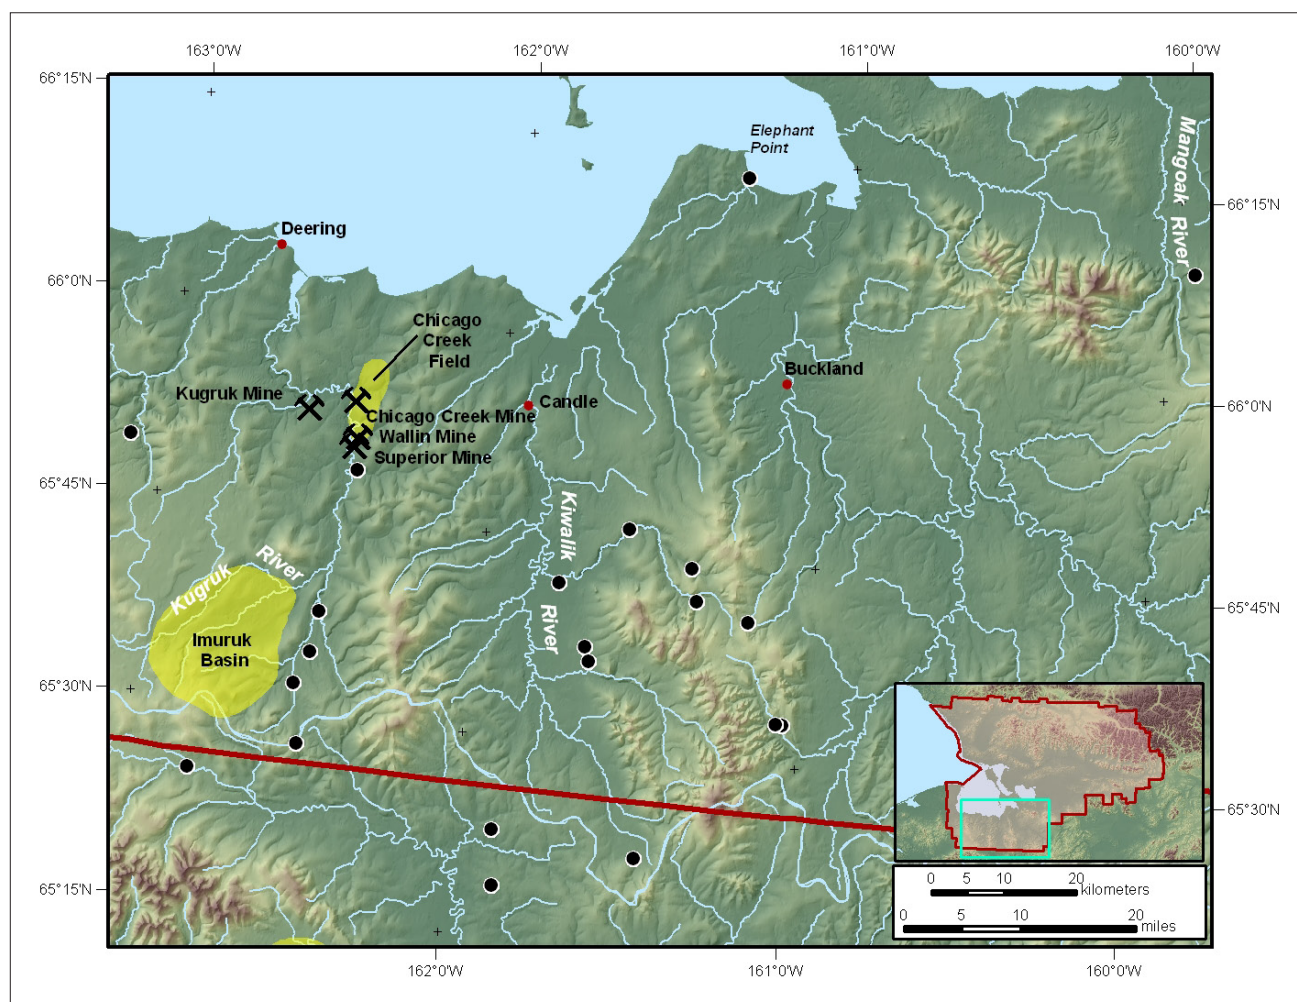 163°0'W 162°0'W 161°0'W 160°0'W
66°15'N
Elephant
Point
Mangoak River
66°15'N
Deering
66°0'N
Chicago
Creek
Field
Buckland
Kugruk Mine
Candle
66°0'N
Chicago Creek Mine
Wallin Mine
Superior Mine
65°45'N
Kiwalik
River
Kugruk River
65°45'N
Imuruk
Basin
65°30'N
65°30'N
65°15'N
0 5 10 20
kilometers
0 5 10 20
miles
162°0'W 161°0'W 160°0'W